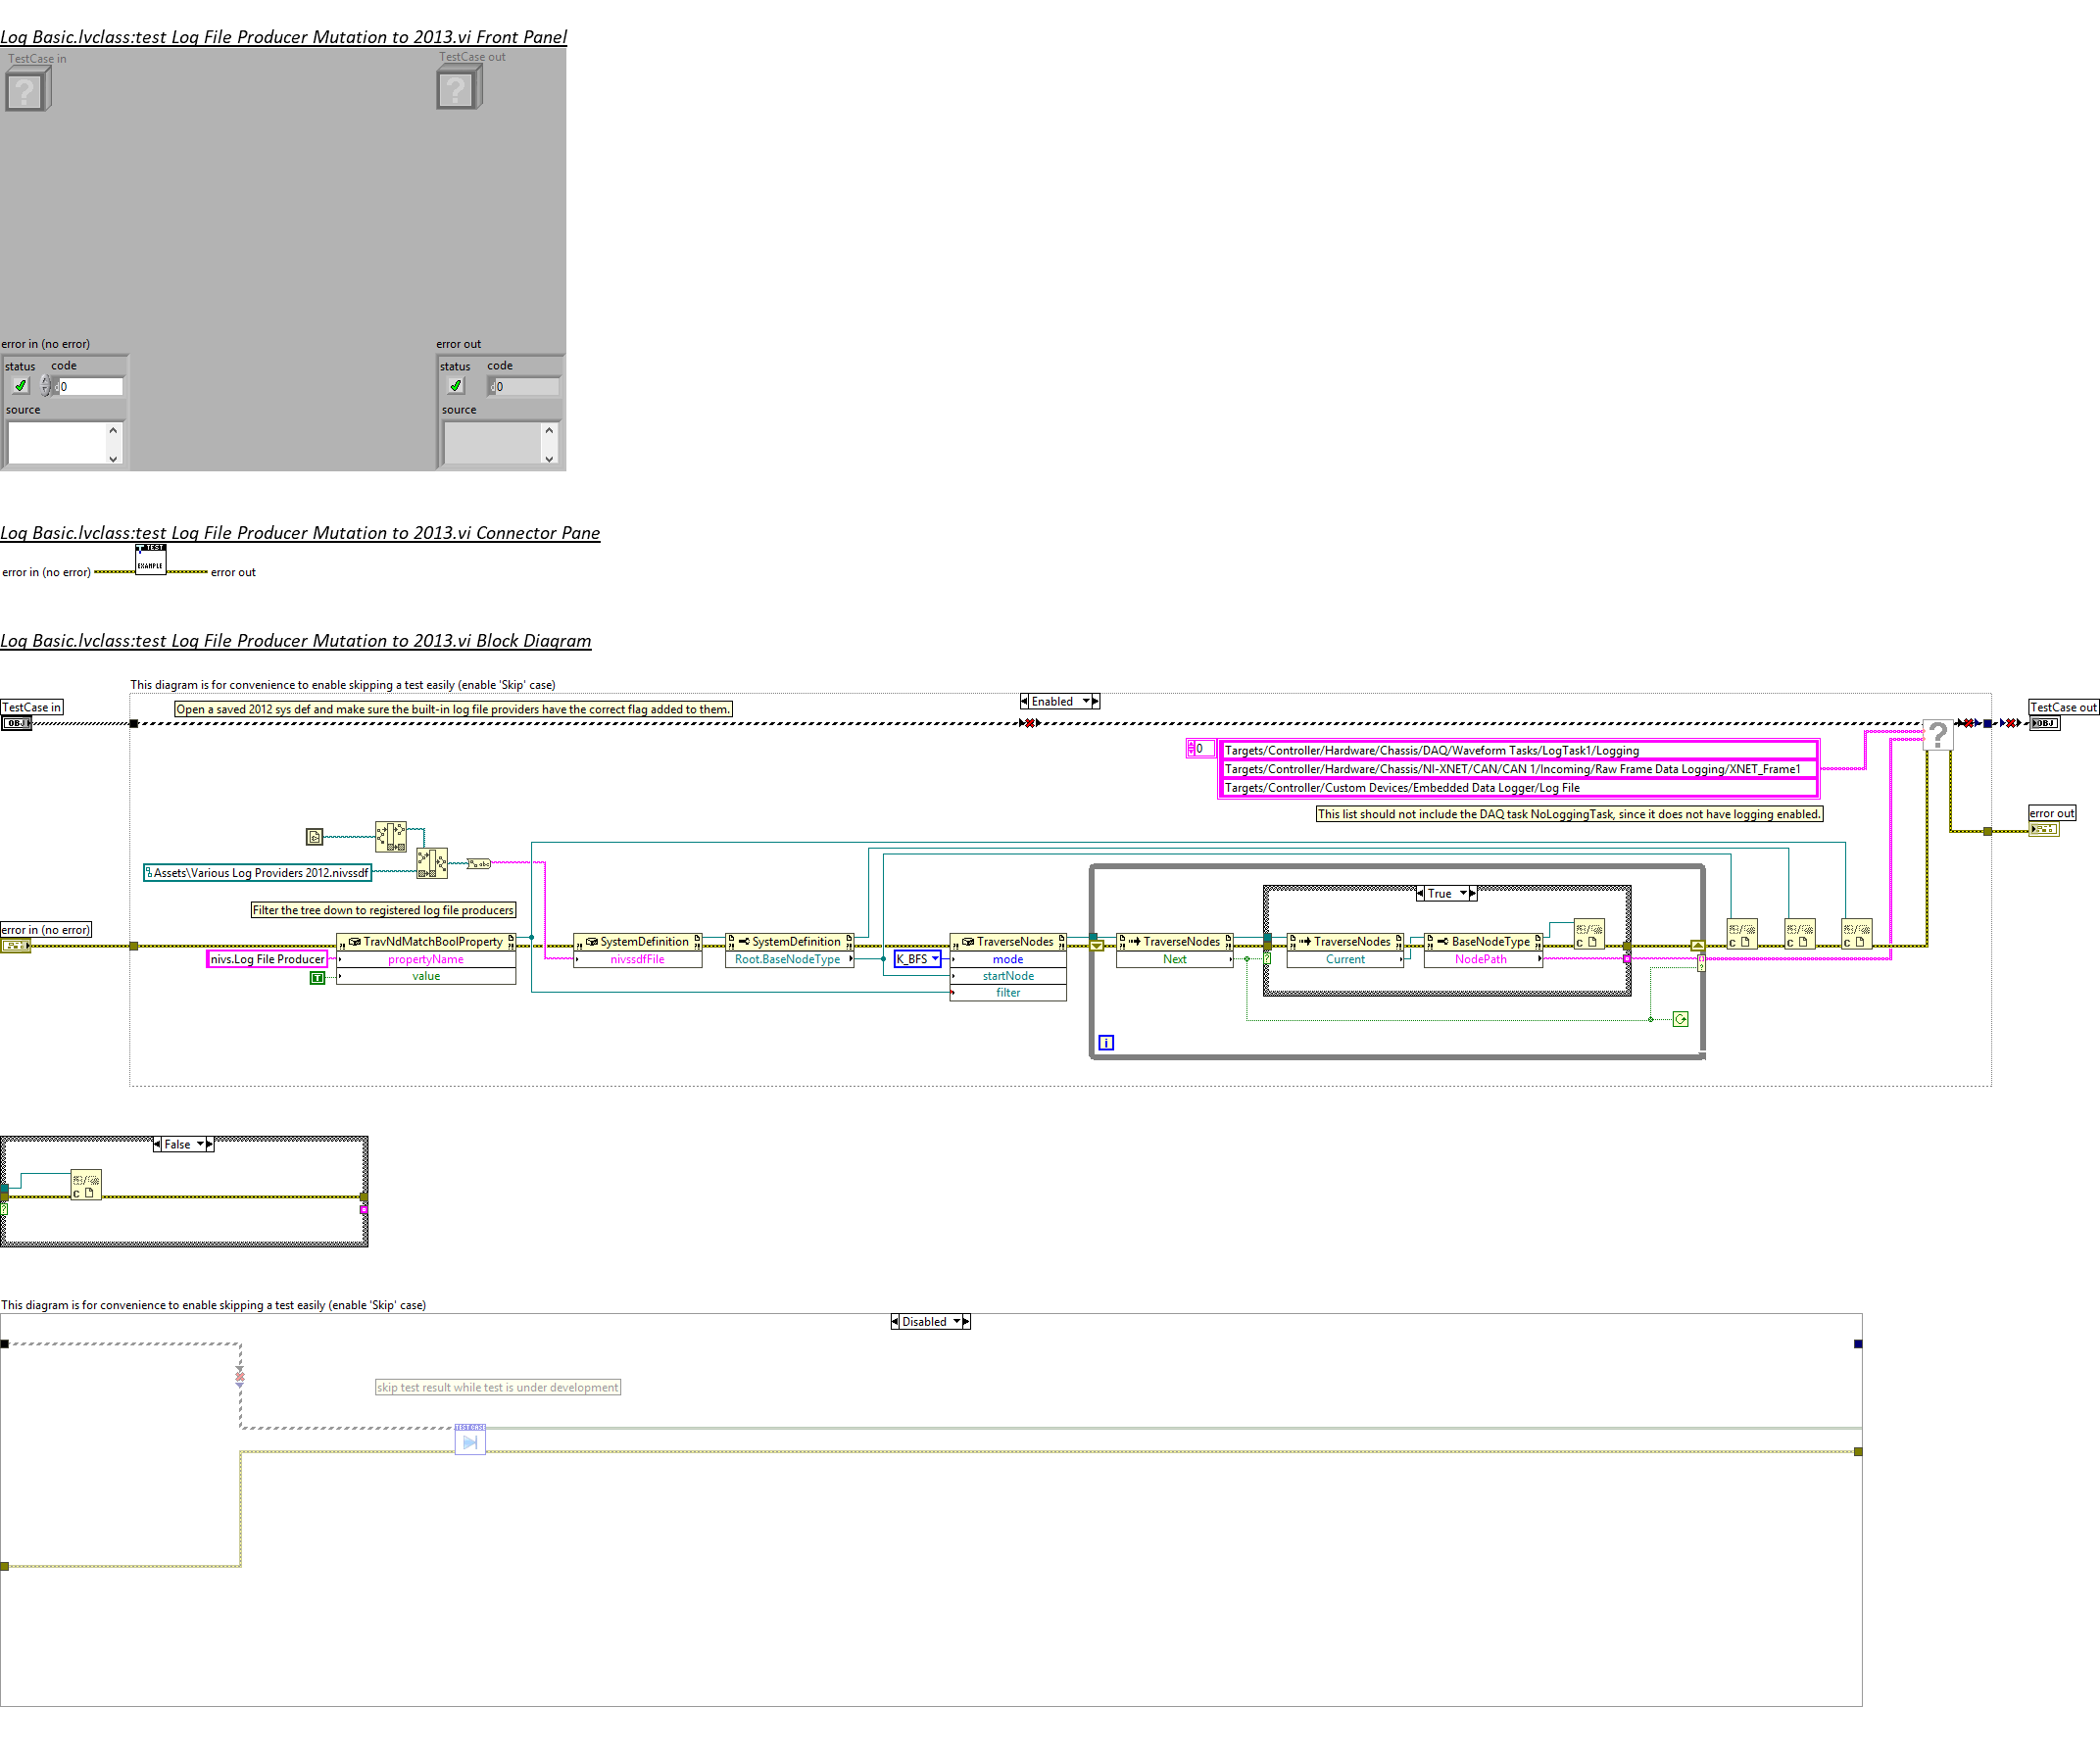 Log Basic.lvclass:test Log File Producer Mutation to 2013.vi Front Panel
TestCase in
TestCase out
?
?
error in (no error)
error out
status code
status code
0
0
source
source
Log Basic.lvclass:test Log File Producer Mutation to 2013.vi Connector Pane
TEST
EXAMPLE
error in (no error)
error out
Log Basic.lvclass:test Log File Producer Mutation to 2013.vi Block Diagram
This diagram is for convenience to enable skipping a test easily (enable 'Skip' case)
TestCase in
OBJ
Open a saved 2012 sys def and make sure the built-in log file providers have the correct flag added to them.
Enabled
TestCase out
OBJ
?
0
Targets/Controller/Hardware/Chassis/DAQ/Waveform Tasks/LogTask1/Logging
Targets/Controller/Hardware/Chassis/NI-XNET/CAN/CAN 1/Incoming/Raw Frame Data Logging/XNET_Frame1
Targets/Controller/Custom Devices/Embedded Data Logger/Log File
This list should not include the DAQ task NoLoggingTask, since it does not have logging enabled.
error out
Assets\Various Log Providers 2012.nivssdf
abc
Filter the tree down to registered log file producers
error in (no error)
True
TravNdMatchBoolProperty
propertyName
value
nivs.Log File Producer
T
SystemDefinition
nivssdfFile
SystemDefinition
Root.BaseNodeType
K_BFS
TraverseNodes
mode
startNode
filter
TraverseNodes
Next
TraverseNodes
Current
BaseNodeType
NodePath
C
C
C
C
?
?
i
False
C
?
This diagram is for convenience to enable skipping a test easily (enable 'Skip' case)
Disabled
skip test result while test is under development
TEST CASE